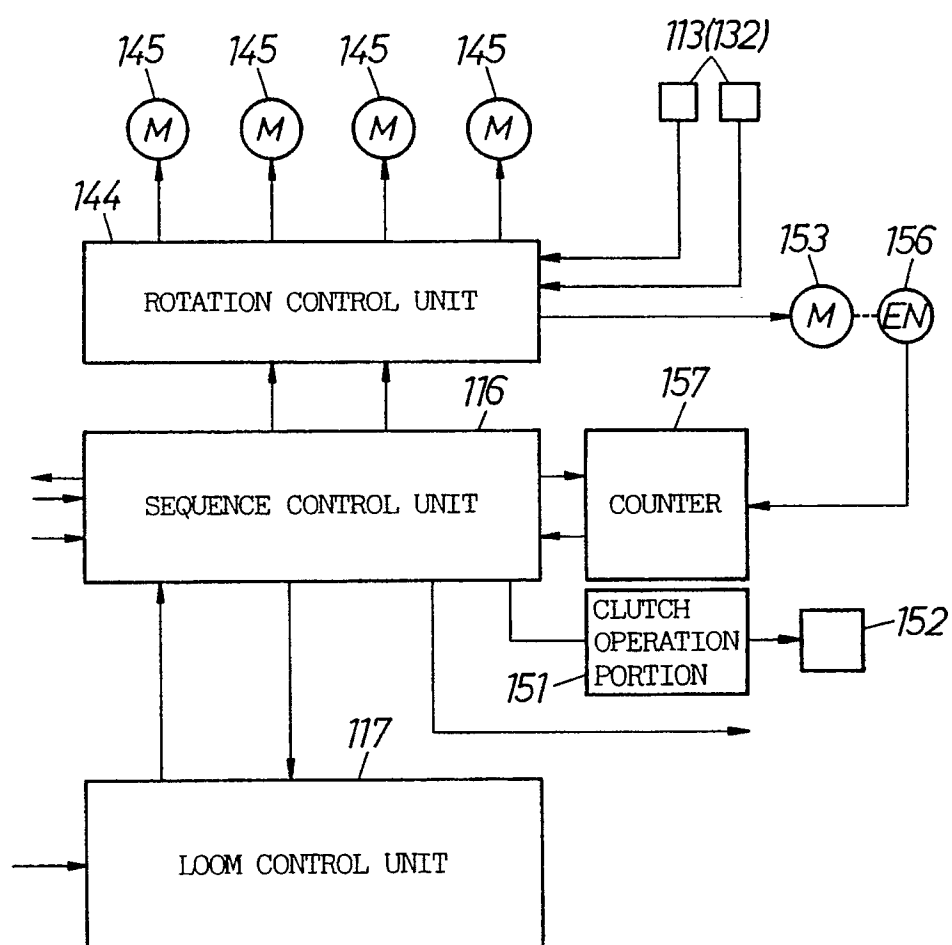 145 145 145 145 113(132)
M M M M
144
153 156
ROTATION CONTROL UNIT
M EN
116 157
SEQUENCE CONTROL UNIT
COUNTER
CLUTCH
OPERATION
PORTION
152
151
117
LOOM CONTROL UNIT